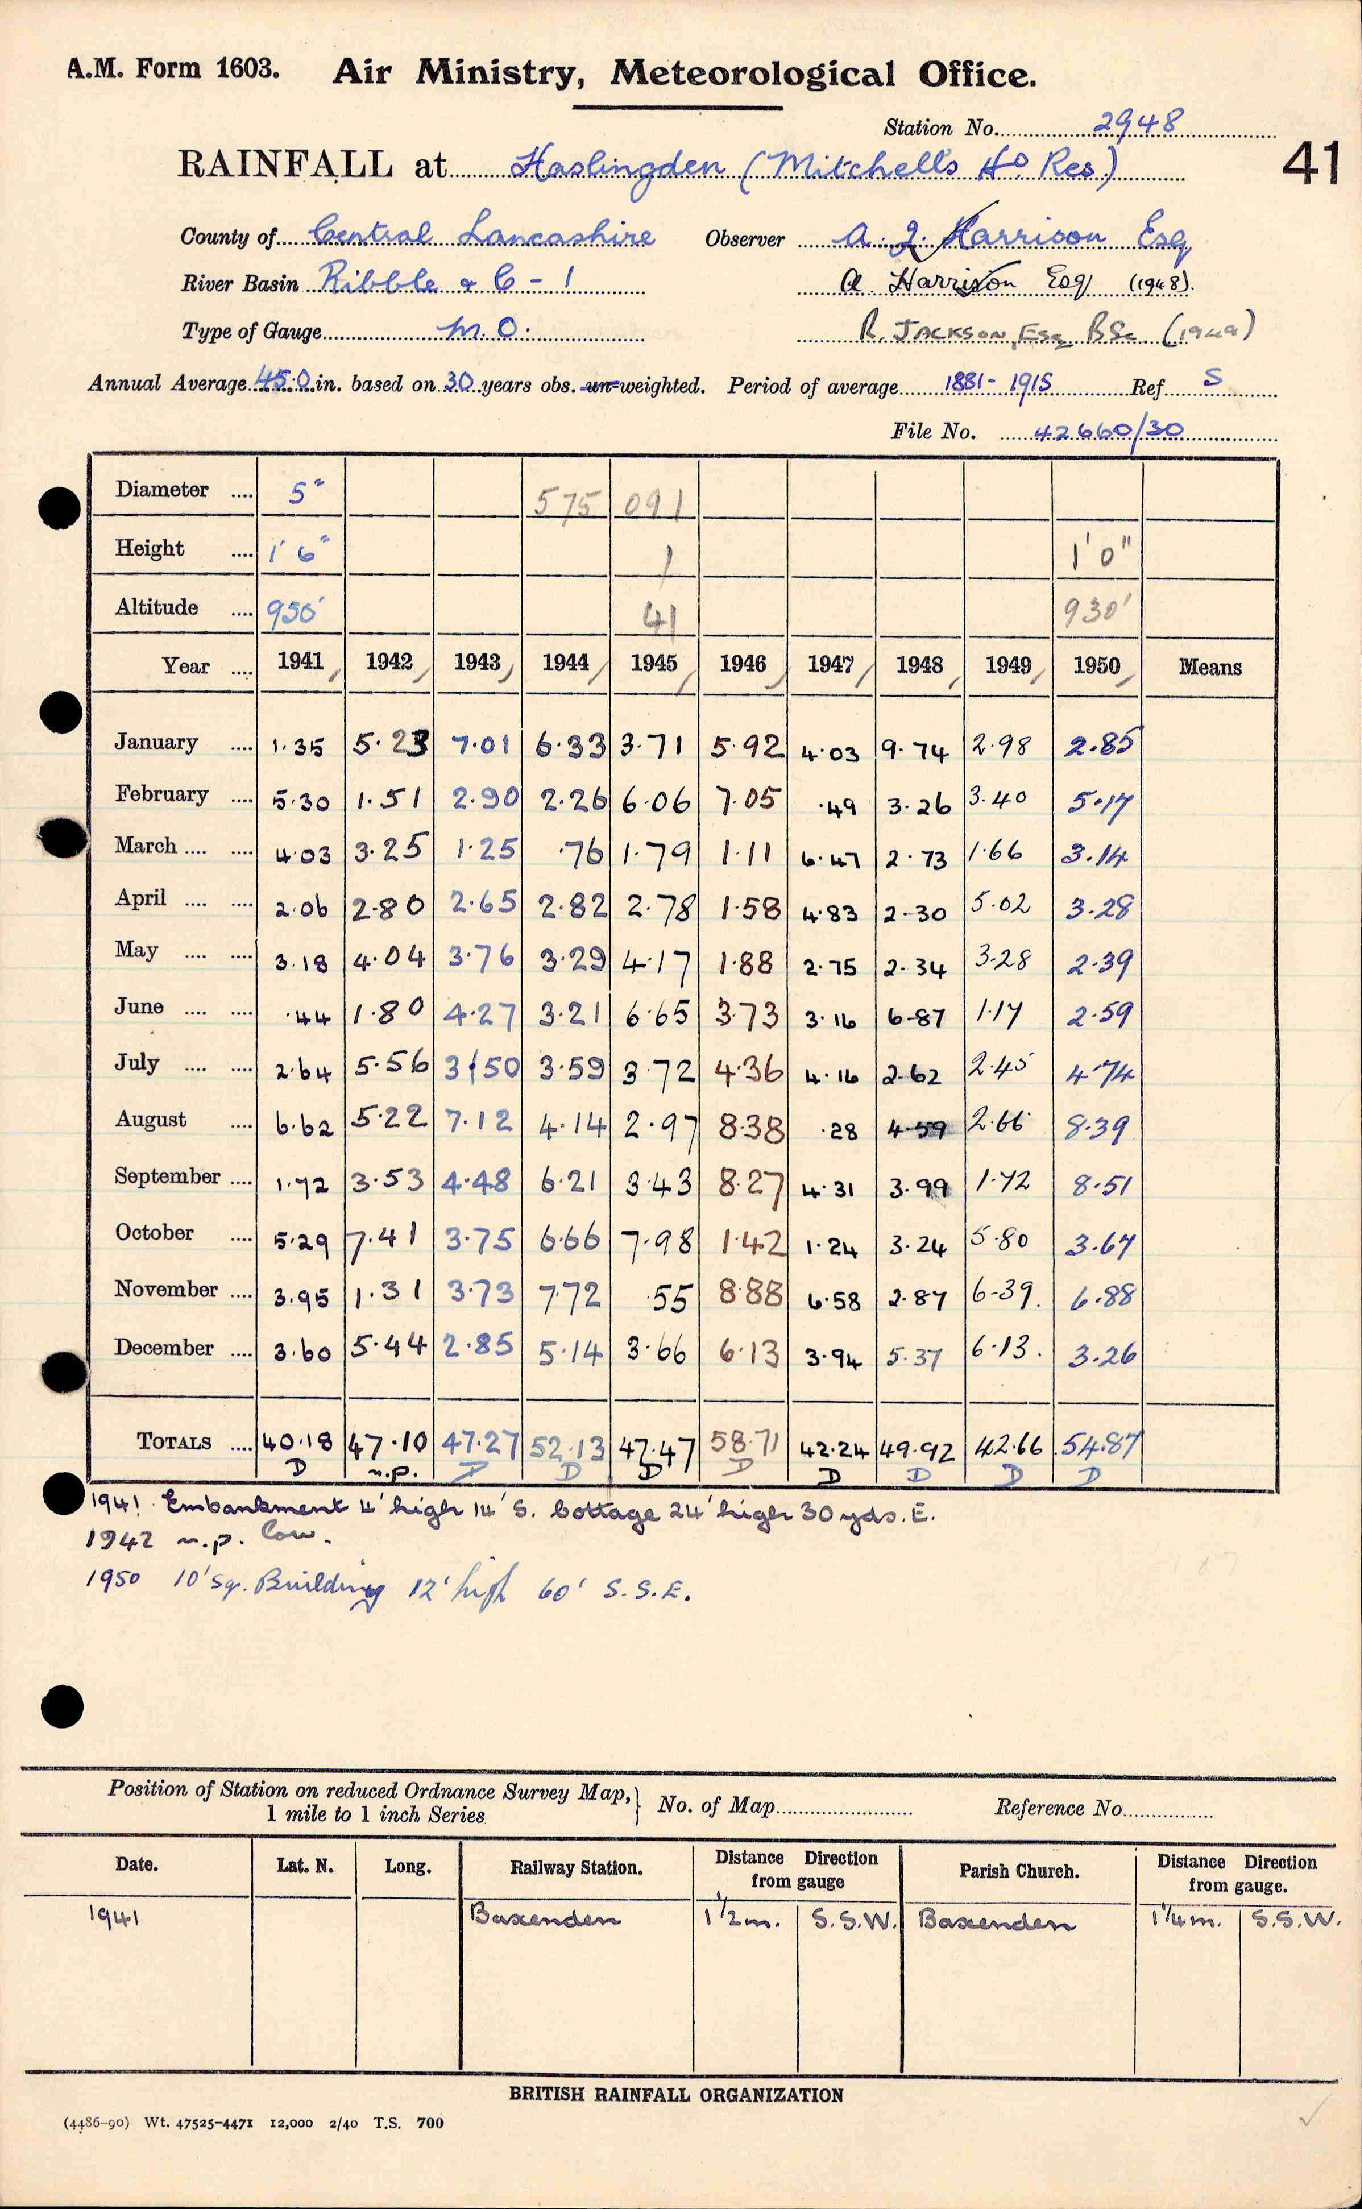 A.M. Form 1603. Air Ministry, Meteorological Office.
Station No. 2948
RAINFALL at Haslingden (Mitchell's Ho Res) 41
County of Central Lancashire Observer A. J. Harrison Esq
River Basin Ribble & C - 1 A Harrison Esq (1948).
Type of Gauge M.O. R. JACKSON, Esq BSc (1949)
Annual Average 45.0 in. based on 30 years obs. un-weighted. Period of average 1881-1915 Ref S
File No. 42660/30
Diameter .... 5" 575 091
Height .... 1' 6" 1 1' 0"
Altitude .... 950' 41 930'
Year .... 1941 1942 1943 1944 1945 1946 1947 1948 1949 1950 Means
January .... 1.35 5.23 7.01 6.33 3.71 5.92 4.03 9.74 2.98 2.85
February .... 5.30 1.51 2.90 2.26 6.06 7.05 .49 3.26 3.40 5.17
March .... .... 4.03 3.25 1.25 .76 1.79 1.11 6.47 2.73 1.66 3.14
April .... .... 2.06 2.80 2.65 2.82 2.78 1.58 4.83 2.30 5.02 3.28
May .... .... 3.18 4.04 3.76 3.29 4.17 1.88 2.75 2.34 3.28 2.39
June .... .... .44 1.80 4.27 3.21 6.65 3.73 3.16 6.87 1.17 2.59
July .... .... 2.64 5.56 3.50 3.59 3.72 4.36 4.16 2.62 2.45 4.74
August .... 6.62 5.22 7.12 4.14 2.97 8.38 .28 4.59 2.66 8.39
September .... 1.72 3.53 4.48 6.21 3.43 8.27 4.31 3.99 1.72 8.51
October .... 5.29 7.41 3.75 6.66 7.98 1.42 1.24 3.24 5.80 3.67
November .... 3.95 1.31 3.73 7.72 .55 8.88 6.58 2.87 6.39 6.88
December .... 3.60 5.44 2.85 5.14 3.66 6.13 3.94 5.37 6.13 3.26
TOTALS .... 40.18 47.10 47.27 52.13 47.47 58.71 42.24 49.92 42.66 54.87
D n.p. D D D D D D D D
1941. Embankment 4' high 14' S. Cottage 24' high 30 yds. E.
1942 n.p. Cow.
1950 10' Sq. Building 12' high 60' S.S.E.
Position of Station on reduced Ordnance Survey Map,} No. of Map Reference No.
1 mile to 1 inch Series
Date. Lat. N. Long. Railway Station. Distance Direction from gauge Parish Church. Distance Direction from gauge.
1941 Baxenden 1 1/2 m. S.S.W. Baxenden 1 1/4 m. S.S.W.
BRITISH RAINFALL ORGANIZATION
(4486-90) Wt. 47525-4471 12,000 2/40 T.S. 700